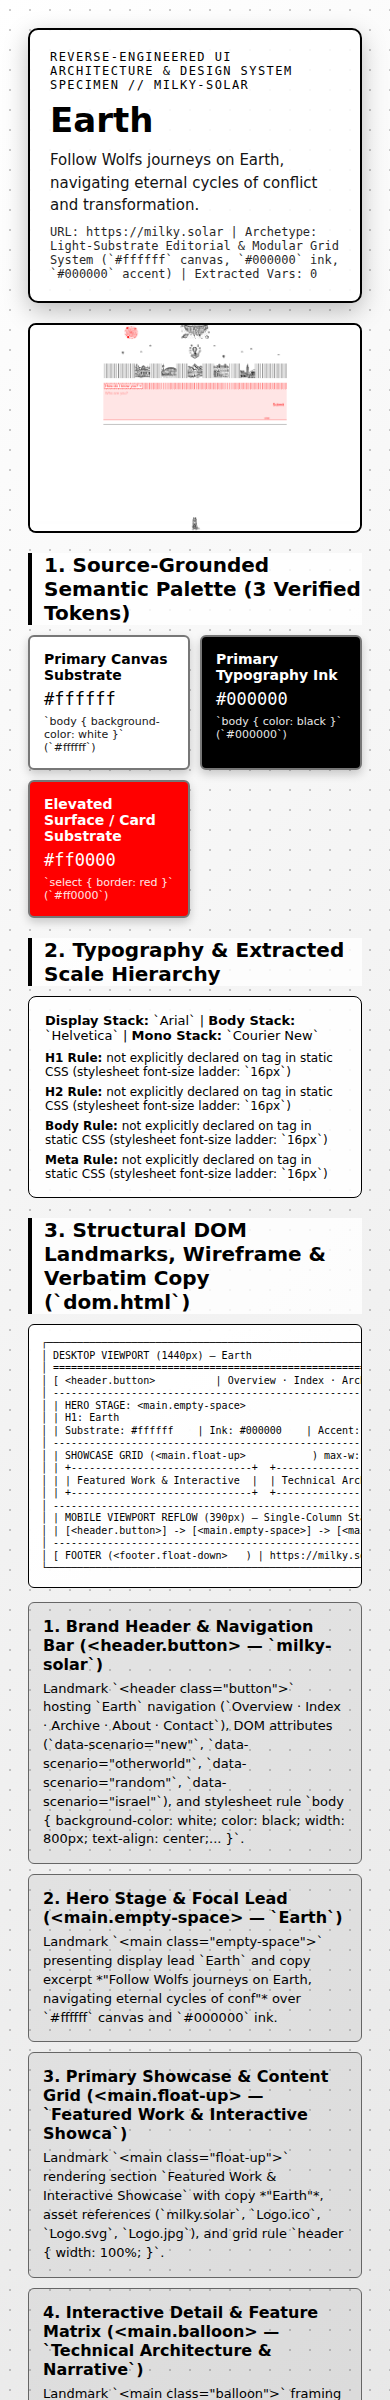 REVERSE-ENGINEERED UI
ARCHITECTURE & DESIGN SYSTEM
SPECIMEN // MILKY-SOLAR
Earth
Follow Wolfs journeys on Earth,
navigating eternal cycles of conflict
and transformation.
URL: https://milky.solar | Archetype:
Light-Substrate Editorial & Modular Grid
System (`#ffffff` canvas, `#000000` ink,
`#000000` accent) | Extracted Vars: 0
1. Source-Grounded
Semantic Palette (3 Verified
Tokens)
Primary Canvas
Substrate
#ffffff
`body { background-
color: white }`
(`#ffffff`)
Primary
Typography Ink
#000000
`body { color: black }`
(`#000000`)
Elevated
Surface / Card
Substrate
#ff0000
`select { border: red }`
(`#ff0000`)
2. Typography & Extracted
Scale Hierarchy
Display Stack: `Arial` | Body Stack:
`Helvetica` | Mono Stack: `Courier New`
H1 Rule: not explicitly declared on tag in static
CSS (stylesheet font-size ladder: `16px`)
H2 Rule: not explicitly declared on tag in static
CSS (stylesheet font-size ladder: `16px`)
Body Rule: not explicitly declared on tag in
static CSS (stylesheet font-size ladder: `16px`)
Meta Rule: not explicitly declared on tag in
static CSS (stylesheet font-size ladder: `16px`)
3. Structural DOM
Landmarks, Wireframe &
Verbatim Copy
(`dom.html`)
DESKTOP VIEWPORT (1440px) — Earth
[ <header.button> | Overview · Index · Arc
| HERO STAGE: <main.empty-space>
| H1: Earth
| Substrate: #ffffff | Ink: #000000 | Accent:
| SHOWCASE GRID (<main.float-up> ) max-w:
| | Featured Work & Interactive | | Technical Arc
| MOBILE VIEWPORT REFLOW (390px) — Single-Column St
| [<header.button>] -> [<main.empty-space>] -> [<ma
[ FOOTER (<footer.float-down> ) | https://milky.s
1. Brand Header & Navigation
Bar (<header.button> — `milky-
solar`)
Landmark `<header class="button">`
hosting `Earth` navigation (`Overview · Index
· Archive · About · Contact`), DOM attributes
(`data-scenario="new"`, `data-
scenario="otherworld"`, `data-
scenario="random"`, `data-
scenario="israel"`), and stylesheet rule `body
{ background-color: white; color: black; width:
800px; text-align: center;... }`.
2. Hero Stage & Focal Lead
(<main.empty-space> — `Earth`)
Landmark `<main class="empty-space">`
presenting display lead `Earth` and copy
excerpt *"Follow Wolfs journeys on Earth,
navigating eternal cycles of conf"* over
`#ffffff` canvas and `#000000` ink.
3. Primary Showcase & Content
Grid (<main.float-up> —
`Featured Work & Interactive
Showca`)
Landmark `<main class="float-up">`
rendering section `Featured Work &
Interactive Showcase` with copy *"Earth"*,
asset references (`milky.solar`, `Logo.ico`,
`Logo.svg`, `Logo.jpg`), and grid rule `header
{ width: 100%; }`.
4. Interactive Detail & Feature
Matrix (<main.balloon> —
`Technical Architecture &
Narrative`)
Landmark `<main class="balloon">` framing